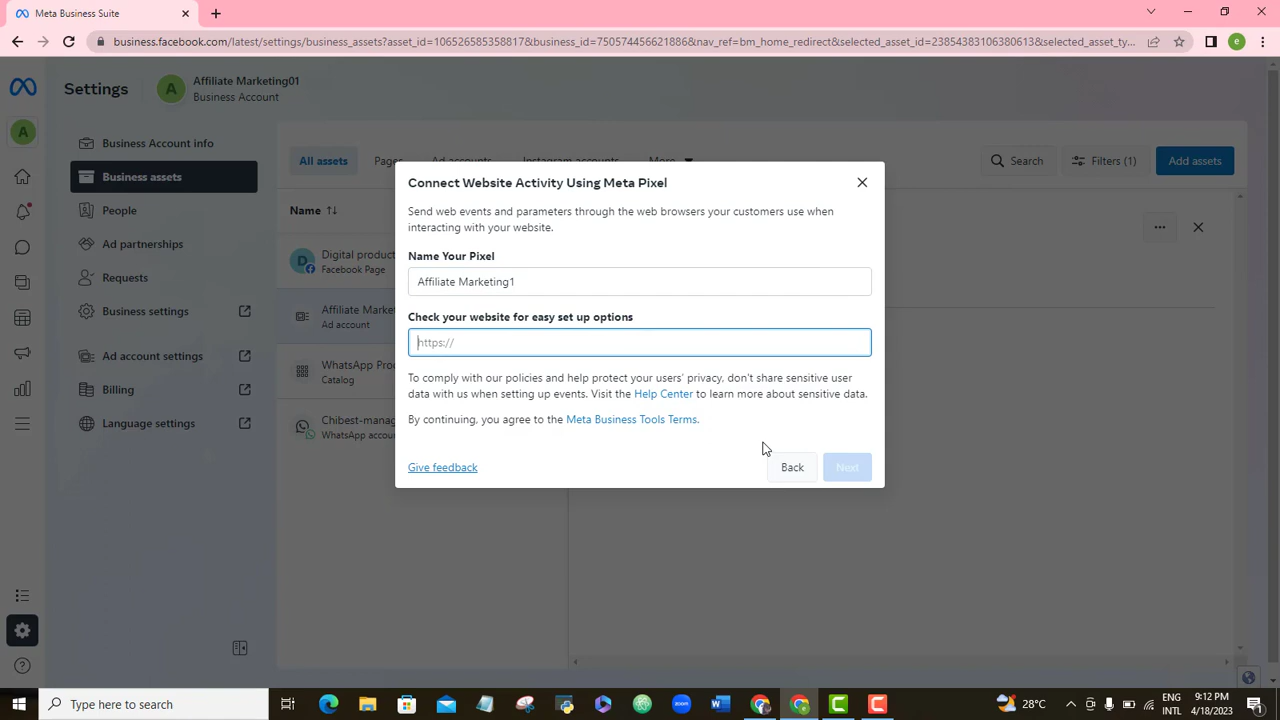 Meta Business Suite
business.facebook.com/latest/settings/business_assets?asset_id=106526585358817&business_id=750574456621886&nav_ref=bm_home_redirect&selected_asset_id=23854383106380613&selected_asset_ty...
e
Settings
A
Affiliate Marketing01
Business Account
A
Business Account info
Business assets
People
Ad partnerships
Requests
Business settings
Ad account settings
Billing
Language settings
All assets
Pages
Ad accounts
Instagram accounts
More
Search
Filters (1)
Add assets
Name
D
Digital product
Facebook Page
Affiliate Marke
Ad account
WhatsApp Pro
Catalog
Chibest-manag
WhatsApp accou
Connect Website Activity Using Meta Pixel
Send web events and parameters through the web browsers your customers use when
interacting with your website.
Name Your Pixel
Affiliate Marketing1
Check your website for easy set up options
https://
To comply with our policies and help protect your users' privacy, don't share sensitive user
data with us when setting up events. Visit the Help Center to learn more about sensitive data.
By continuing, you agree to the Meta Business Tools Terms.
Give feedback
Back
Next
Type here to search
zoom
28°C
ENG
INTL
9:12 PM
4/18/2023